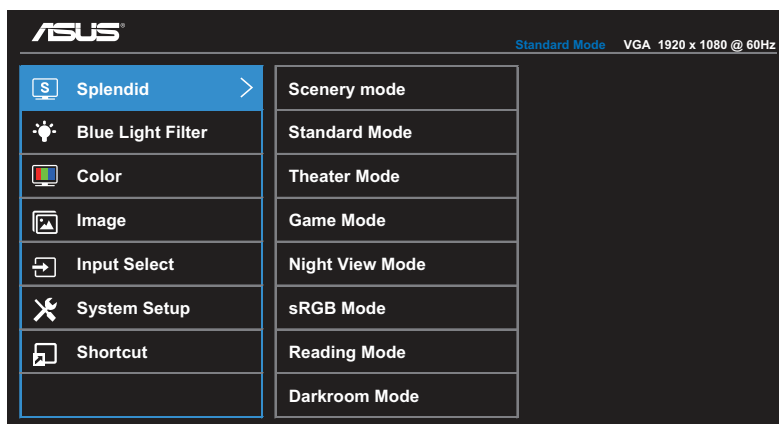 ASUS
Standard Mode VGA 1920 x 1080 @ 60Hz
S Splendid
Blue Light Filter
Color
Image
Input Select
System Setup
Shortcut
Scenery mode
Standard Mode
Theater Mode
Game Mode
Night View Mode
sRGB Mode
Reading Mode
Darkroom Mode